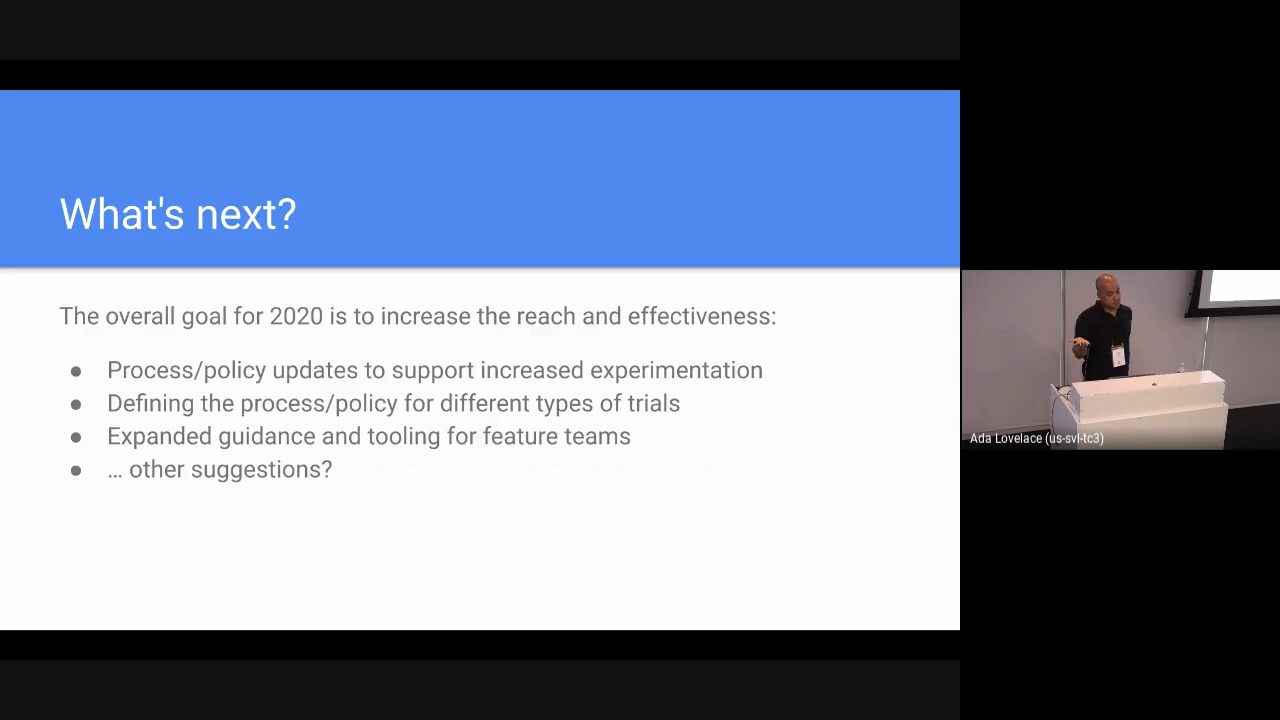 What's next?
The overall goal for 2020 is to increase the reach and effectiveness:
● Process/policy updates to support increased experimentation
● Defining the process/policy for different types of trials
● Expanded guidance and tooling for feature teams
● … other suggestions?
Ada Lovelace (us-svl-tc3)